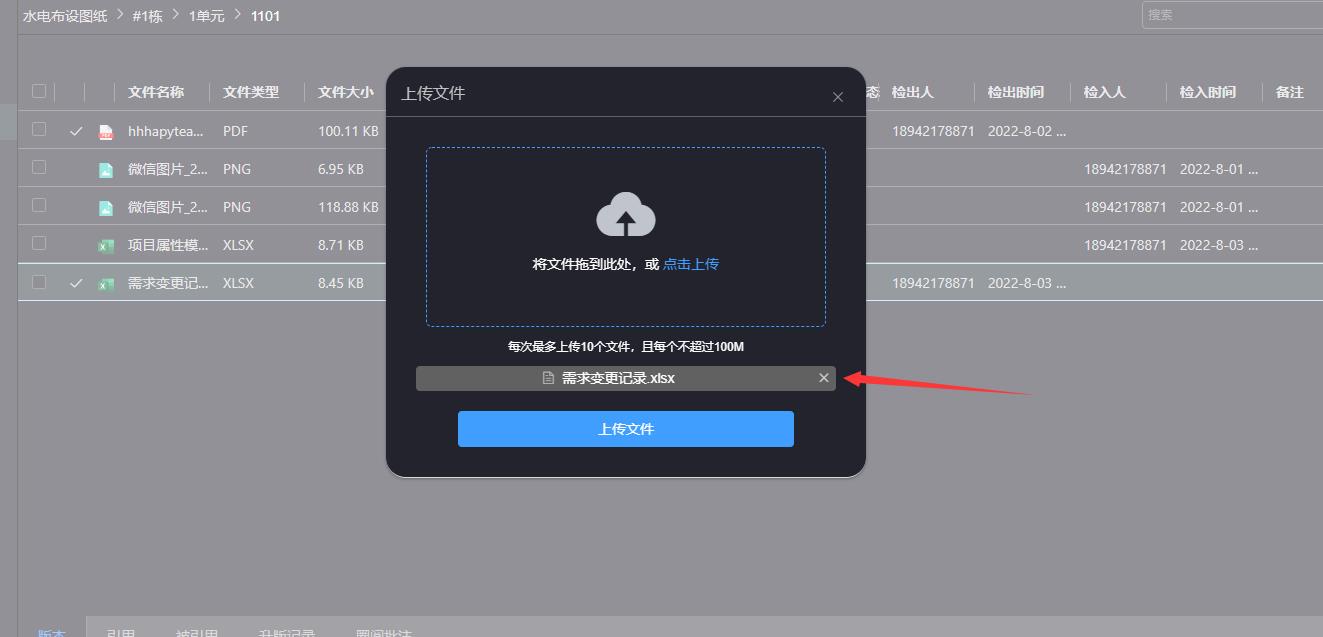 水电布设图纸 > #1栋 > 1单元 > 1101
搜索
文件名称 文件类型 文件大小 态 检出人 检出时间 检入人 检入时间 备注
hhhapytea... PDF 100.11 KB 18942178871 2022-8-02 ...
微信图片_2... PNG 6.95 KB 18942178871 2022-8-01 ...
微信图片_2... PNG 118.88 KB 18942178871 2022-8-01 ...
项目属性模... XLSX 8.71 KB 18942178871 2022-8-03 ...
需求变更记... XLSX 8.45 KB 18942178871 2022-8-03 ...
上传文件
将文件拖到此处，或 点击上传
每次最多上传10个文件，且每个不超过100M
需求变更记录.xlsx
上传文件
版本 引用 被引用 升版记录 圈阅批注